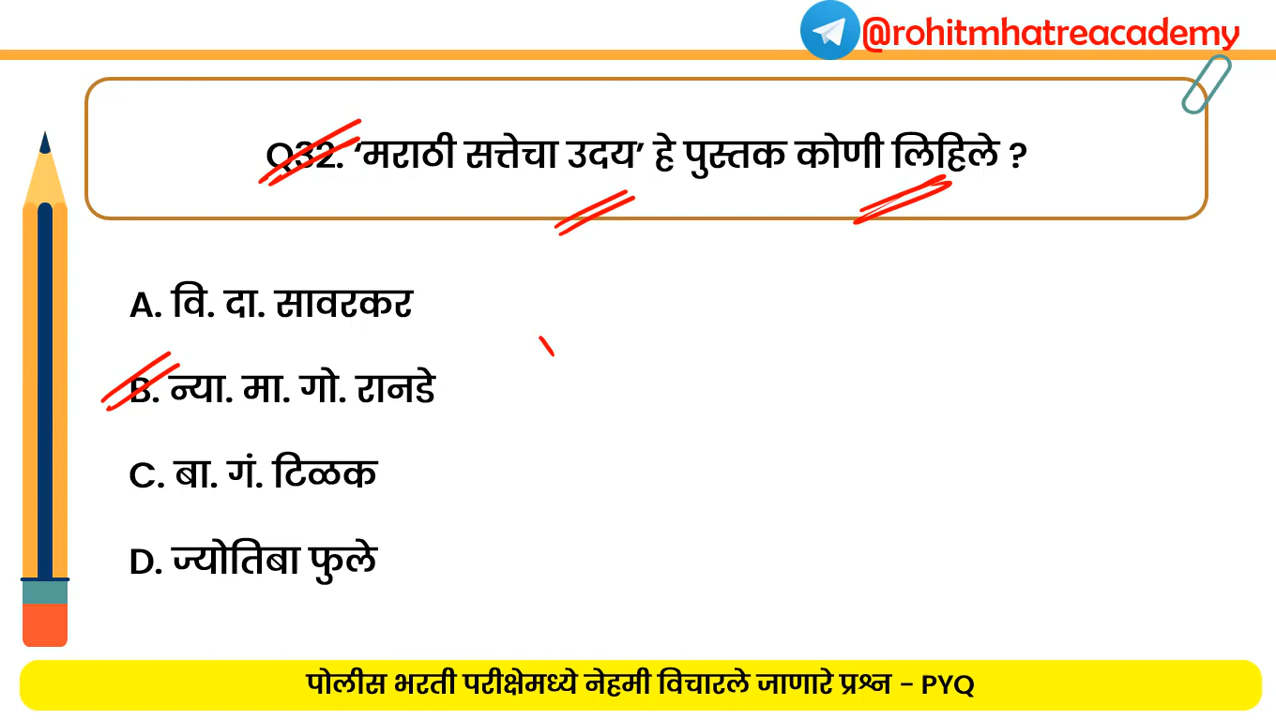 @rohitmhatreacademy
Q32. ‘मराठी सत्तेचा उदय’ हे पुस्तक कोणी लिहिले ?
A. वि. दा. सावरकर
B. न्या. मा. गो. रानडे
C. बा. गं. टिळक
D. ज्योतिबा फुले
पोलीस भरती परीक्षेमध्ये नेहमी विचारले जाणारे प्रश्न - PYQ